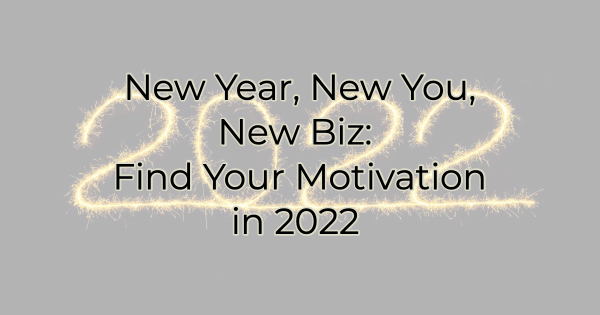 New Year, New You,
New Biz:
Find Your Motivation
in 2022
2022